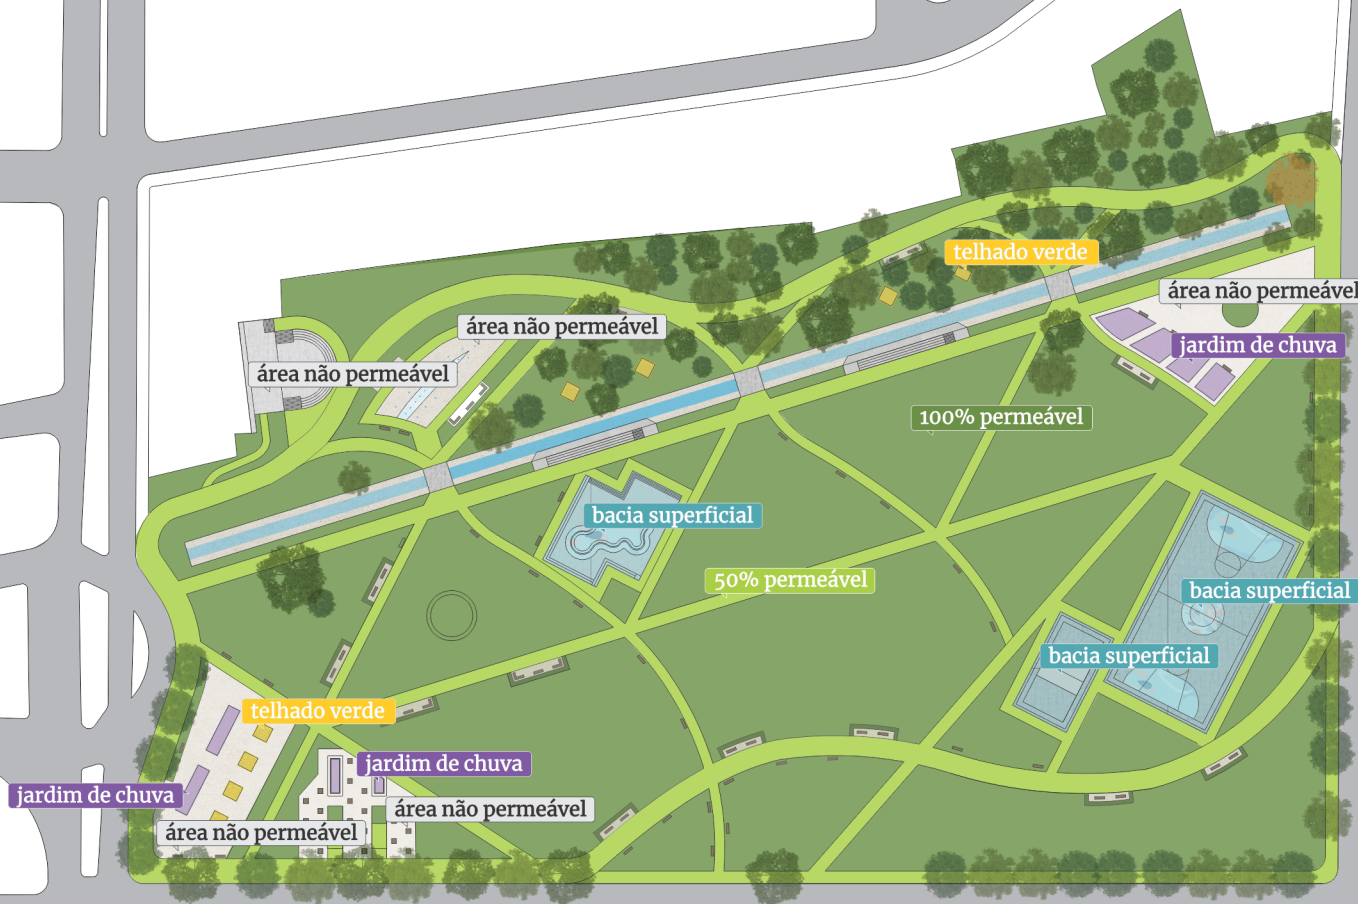 telhado verde
área não permeável
área não permeável
jardim de chuva
área não permeável
100% permeável
bacia superficial
50% permeável
bacia superficial
bacia superficial
telhado verde
jardim de chuva
jardim de chuva
área não permeável
área não permeável